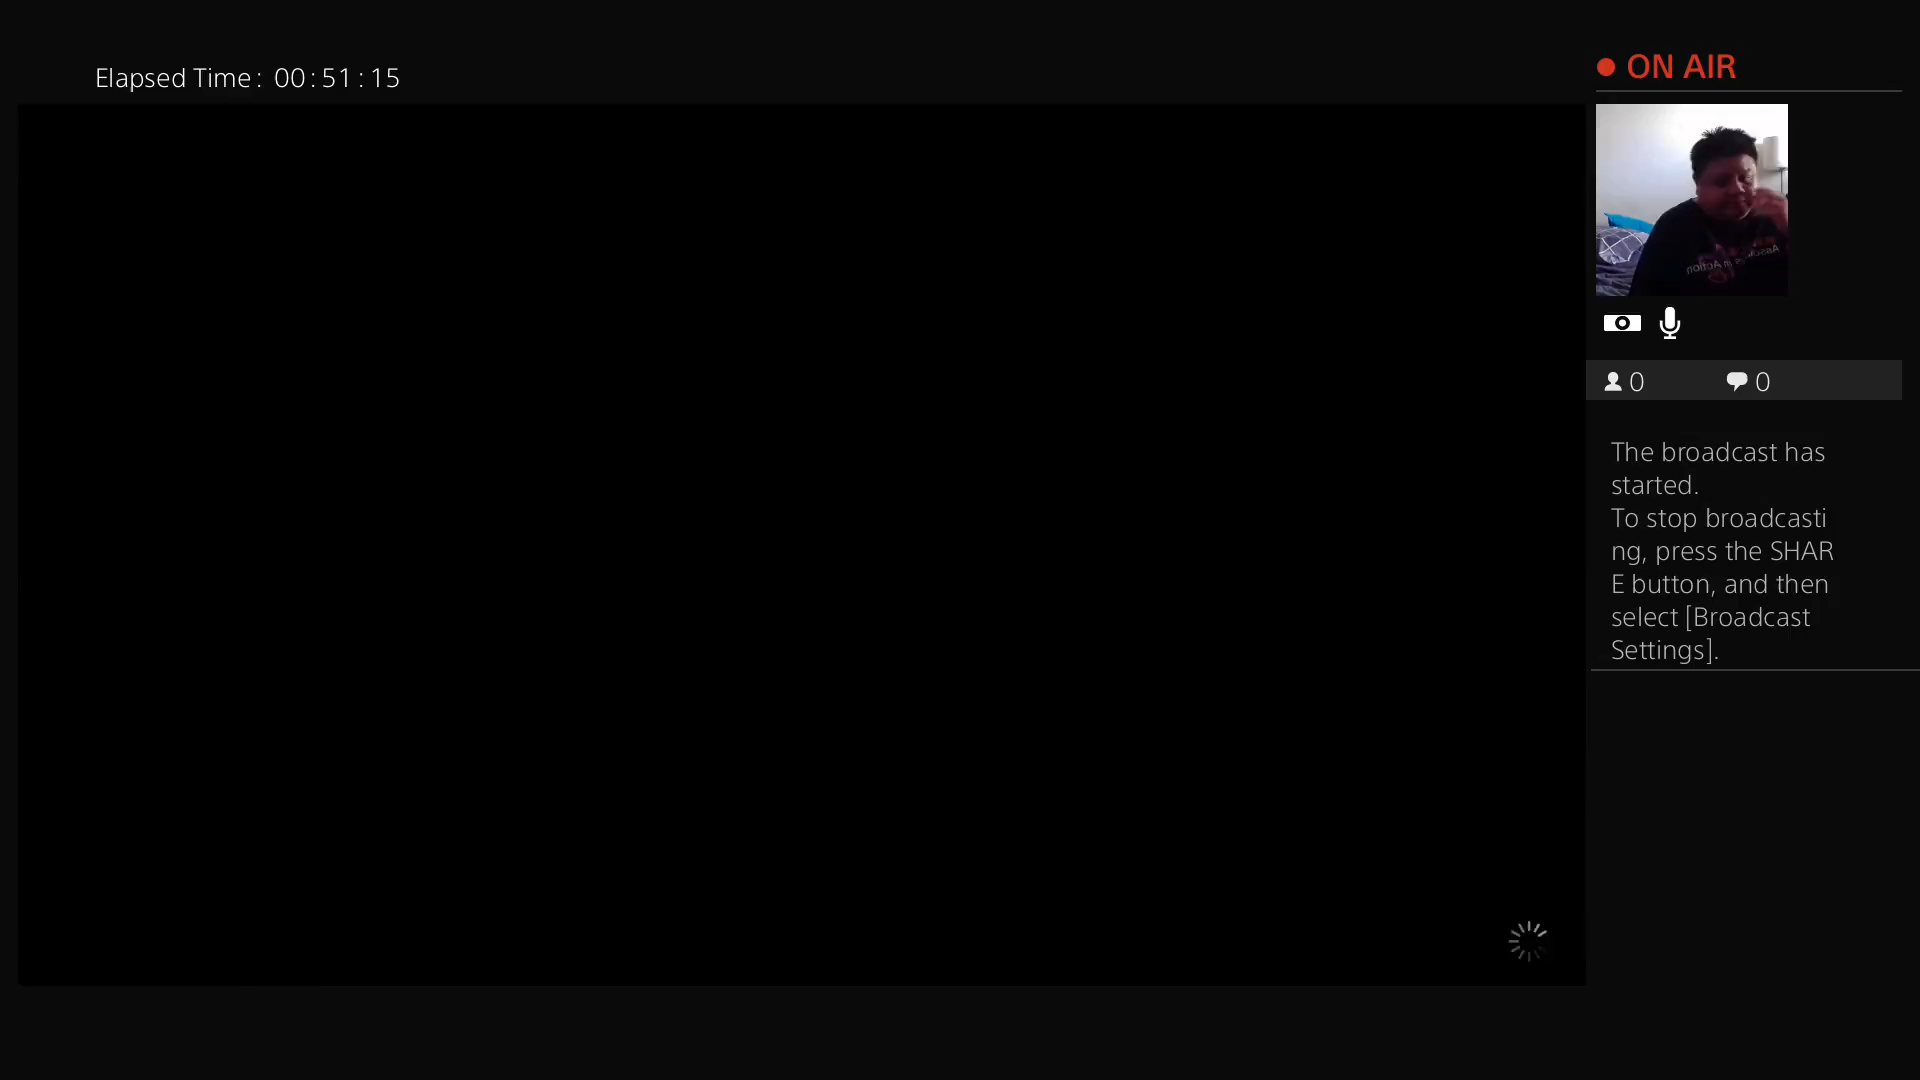 Elapsed Time: 00:51:15
ON AIR
0
0
The broadcast has
started.
To stop broadcasti
ng, press the SHAR
E button, and then
select [Broadcast
Settings].